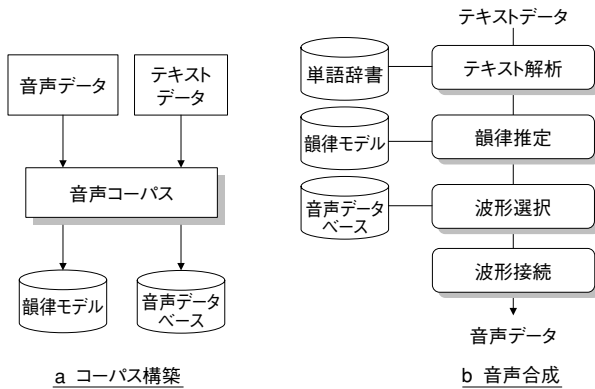 音声データ
テキスト
データ
音声コーパス
韻律モデル
音声データ
ベース
a コーパス構築
テキストデータ
単語辞書
テキスト解析
韻律モデル
韻律推定
音声データ
ベース
波形選択
波形接続
音声データ
b 音声合成